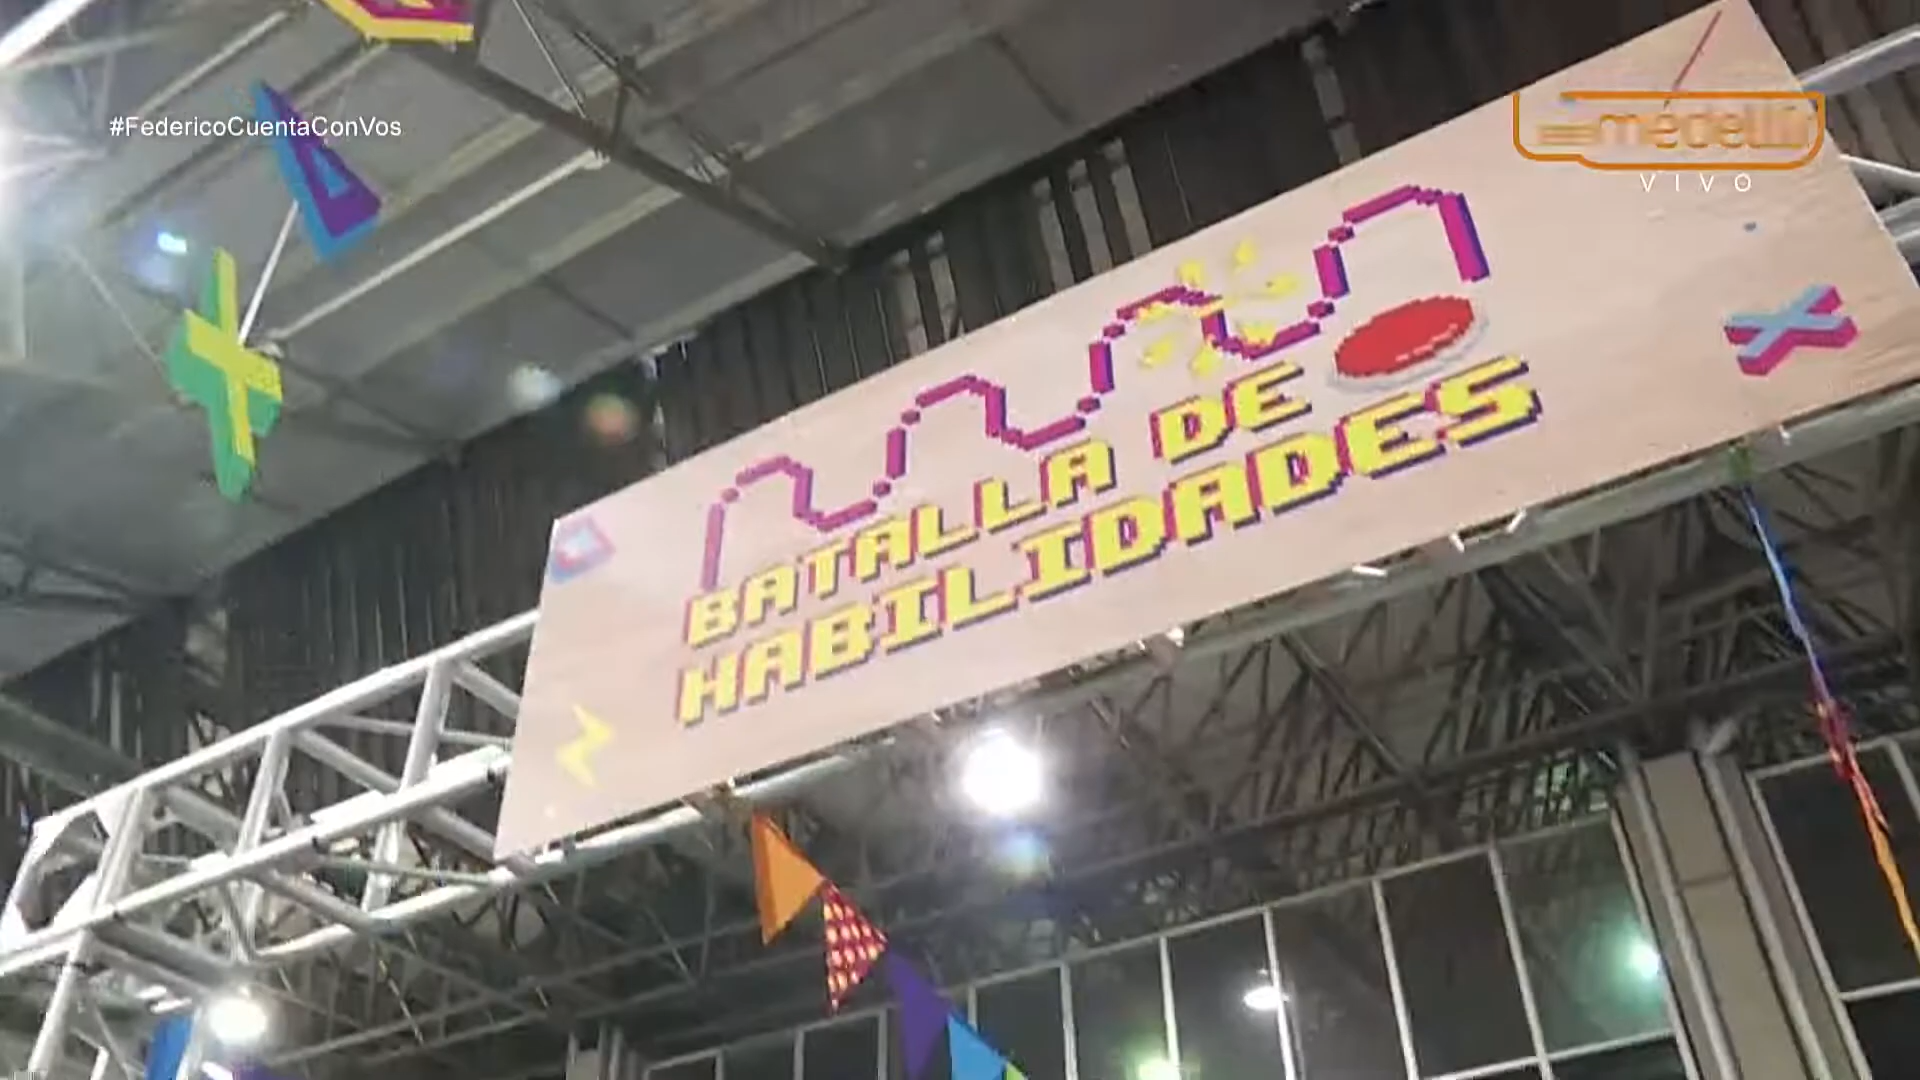 #FedericoCuentaConVos
medellín
VIVO
BATALLA DE
HABILIDADES